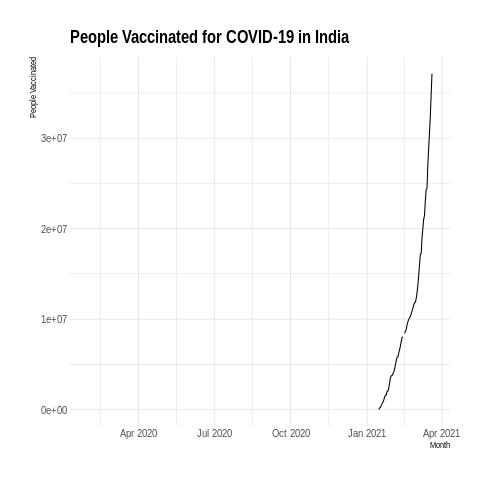 People Vaccinated for COVID-19 in India
People Vaccinated
3e+07
2e+07
1e+07
0e+00
Apr 2020 Jul 2020 Oct 2020 Jan 2021 Apr 2021
Month